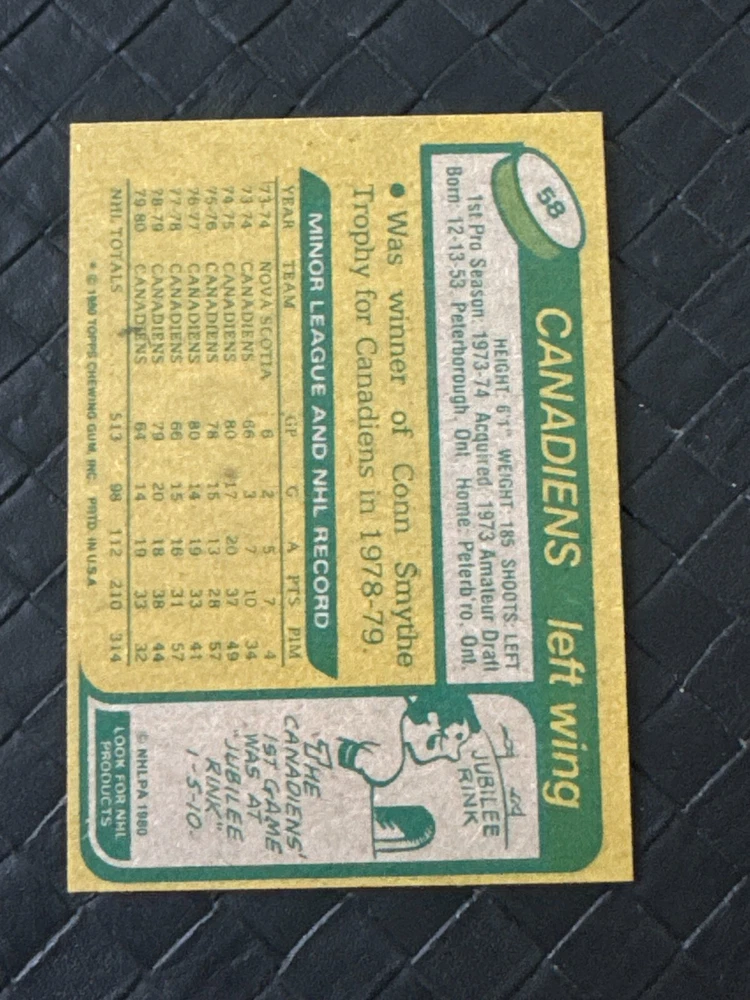 58
CANADIENS left wing
HEIGHT: 6'1" WEIGHT: 185 SHOOTS: LEFT
1st Pro Season: 1973-74 Acquired: 1973 Amateur Draft
Born: 12-13-53 Peterborough, Ont. Home: Peterb'ro, Ont.
• Was winner of Conn Smythe
Trophy for Canadiens in 1978-79.
MINOR LEAGUE AND NHL RECORD
YEAR TEAM GP G A PTS PIM
73-74 NOVA SCOTIA 6 2 5 7 4
73-74 CANADIENS 66 3 7 10 34
74-75 CANADIENS 80 17 20 37 49
75-76 CANADIENS 78 15 13 28 57
76-77 CANADIENS 80 14 19 33 41
77-78 CANADIENS 66 15 16 31 57
78-79 CANADIENS 79 20 18 38 44
79-80 CANADIENS 64 14 19 33 32
NHL TOTALS 513 98 112 210 314
* © 1980 TOPPS CHEWING GUM, INC. PRTD. IN U.S.A.
JUBILEE
RINK
"THE
CANADIENS'
1ST GAME
WAS AT
"JUBILEE
RINK"
1-5-10.
© NHLPA 1980
LOOK FOR NHL
PRODUCTS